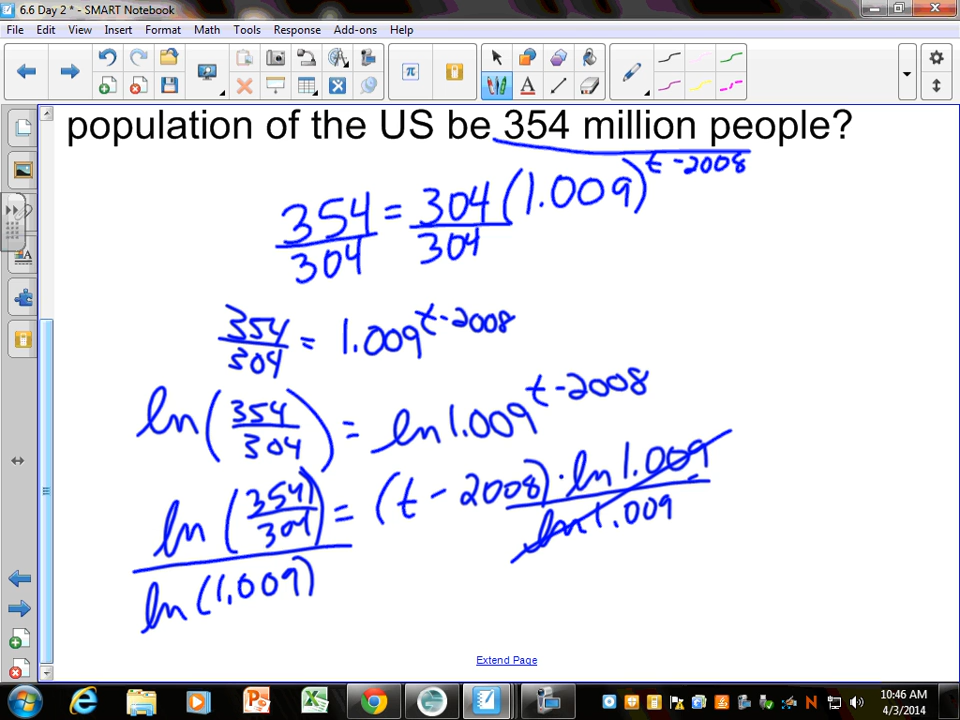 6.6 Day 2 * - SMART Notebook
File Edit View Insert Format Math Tools Response Add-ons Help
population of the US be 354 million people?
354/304 = 304/304 (1.009)^t-2008
354/304 = 1.009^t-2008
ln(354/304) = ln 1.009^t-2008
ln(354/304)/ln(1.009) = (t - 2008) · ln 1.009/ln 1.009
Extend Page
10:46 AM
4/3/2014